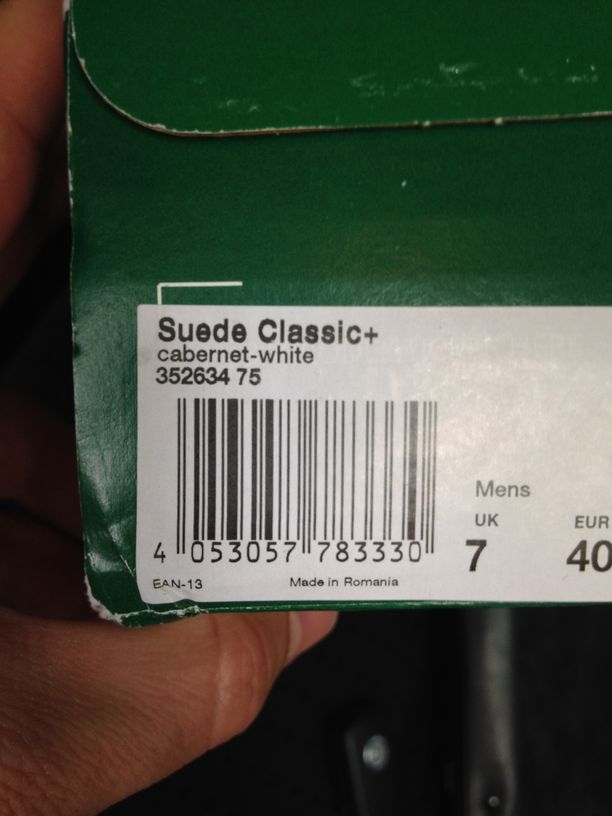 Suede Classic+
cabernet-white
352634 75
4 053057 783330
EAN-13 Made in Romania
Mens
UK EUR
7 40